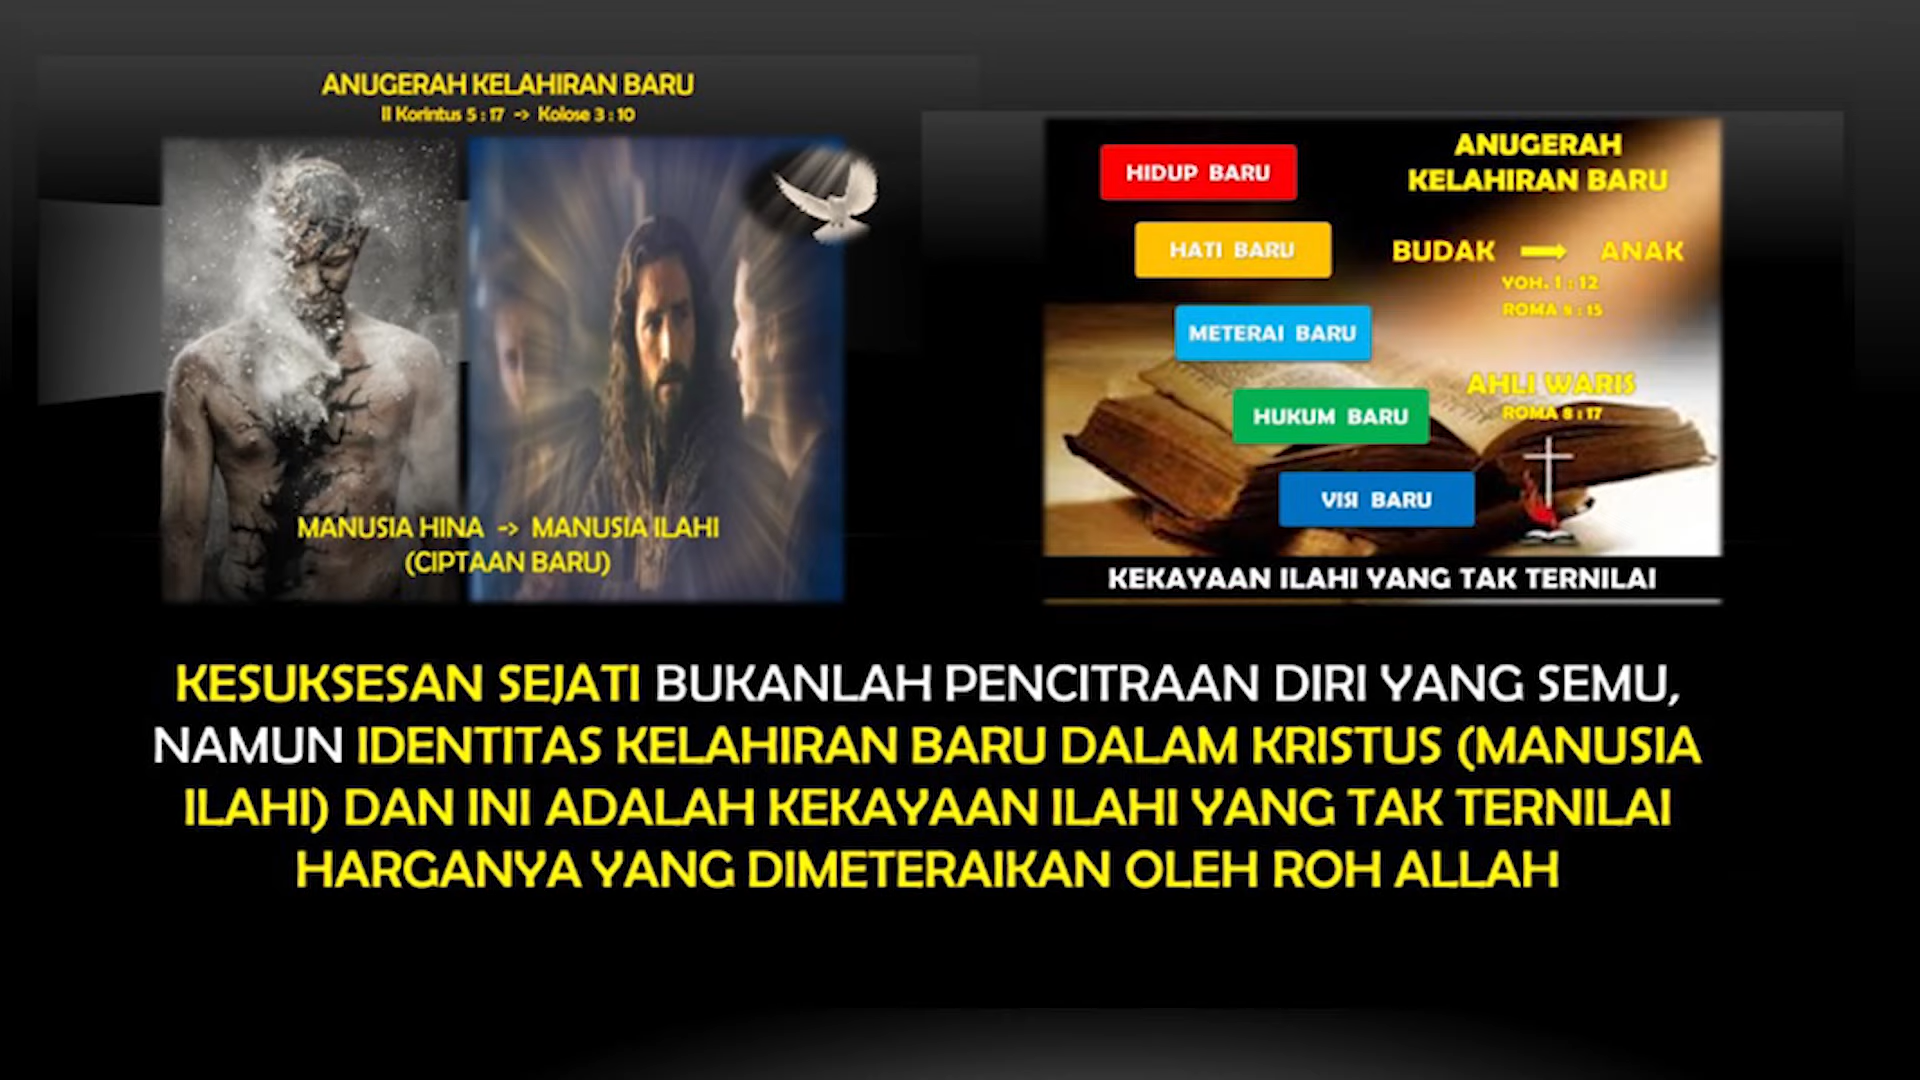 ANUGERAH KELAHIRAN BARU
II Korintus 5 : 17 -> Kolose 3 : 10
MANUSIA HINA -> MANUSIA ILAHI
(CIPTAAN BARU)
HIDUP BARU
HATI BARU
METERAI BARU
HUKUM BARU
VISI BARU
ANUGERAH
KELAHIRAN BARU
BUDAK ANAK
YOH. 1 : 12
ROMA 8 : 15
AHLI WARIS
ROMA 8 : 17
KEKAYAAN ILAHI YANG TAK TERNILAI
KESUKSESAN SEJATI BUKANLAH PENCITRAAN DIRI YANG SEMU,
NAMUN IDENTITAS KELAHIRAN BARU DALAM KRISTUS (MANUSIA
ILAHI) DAN INI ADALAH KEKAYAAN ILAHI YANG TAK TERNILAI
HARGANYA YANG DIMETERAIKAN OLEH ROH ALLAH